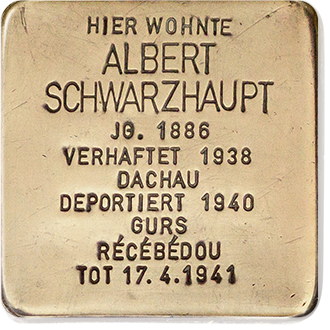 HIER WOHNTE
ALBERT
SCHWARZHAUPT
JG. 1886
VERHAFTET 1938
DACHAU
DEPORTIERT 1940
GURS
RÉCÉBÉDOU
TOT 17.4.1941